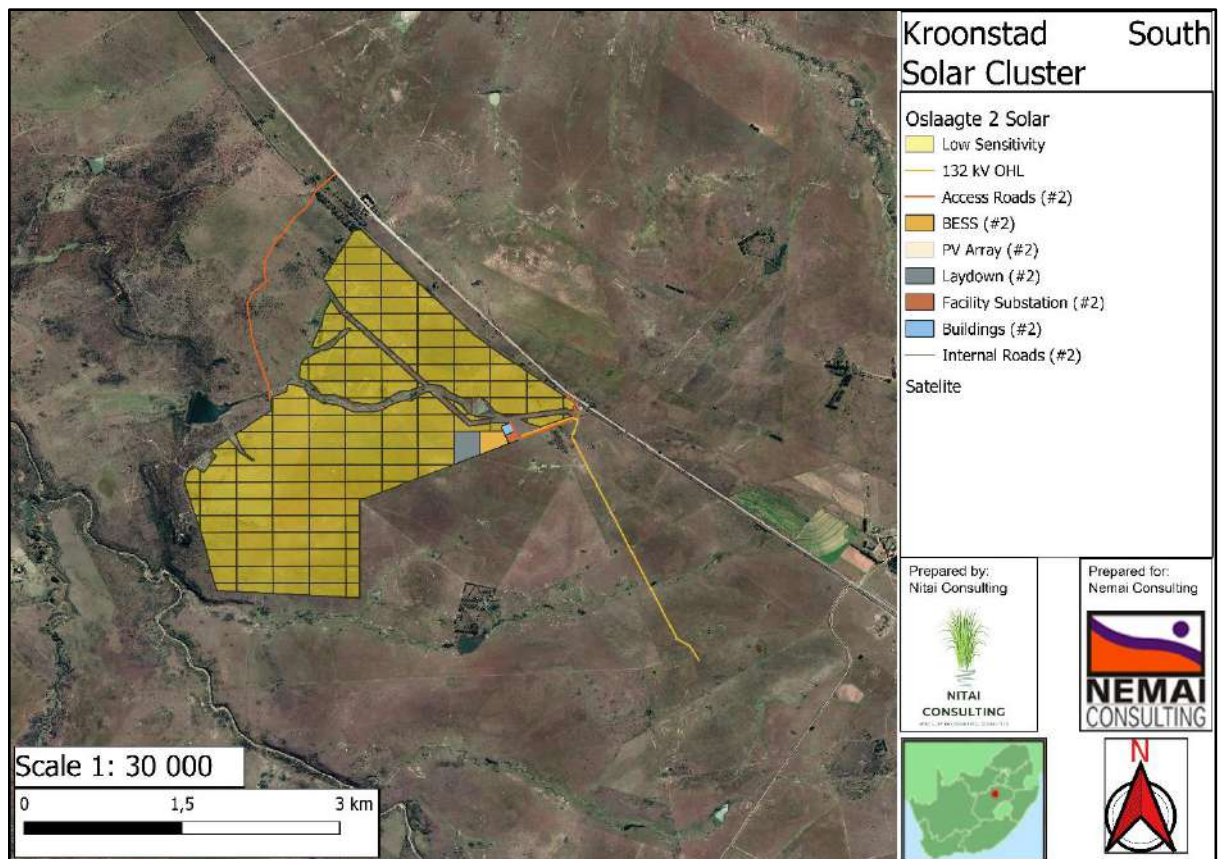 Kroonstad South
Solar Cluster
Oslaagte 2 Solar
Low Sensitivity
132 kV OHL
Access Roads (#2)
BESS (#2)
PV Array (#2)
Laydown (#2)
Facility Substation (#2)
Buildings (#2)
Internal Roads (#2)
Satelite
Prepared by:
Nitai Consulting
NITAI
CONSULTING
Prepared for:
Nemai Consulting
NEMAI
CONSULTING
Scale 1: 30 000
0 1,5 3 km
N